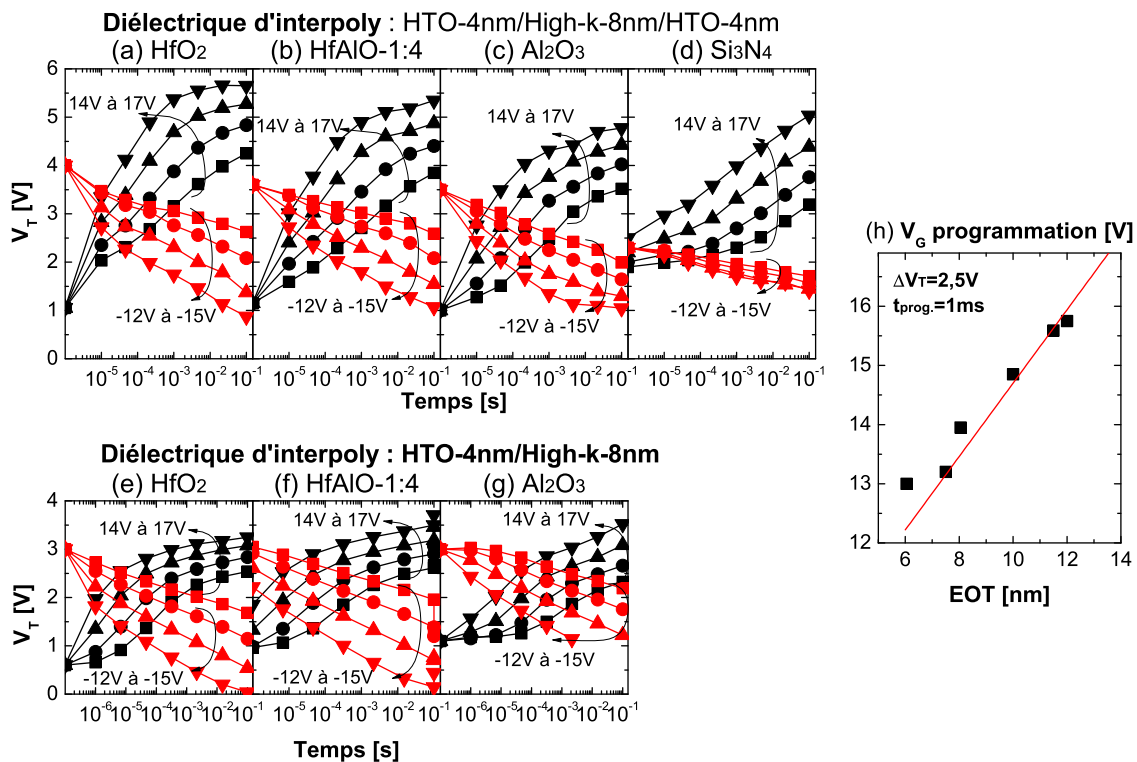 Diélectrique d'interpoly : HTO-4nm/High-k-8nm/HTO-4nm
(a) HfO2 (b) HfAlO-1:4 (c) Al2O3 (d) Si3N4
6
5
4
3
2
1
0
VT [V]
14V à 17V
-12V à -15V
14V à 17V
-12V à -15V
14V à 17V
-12V à -15V
14V à 17V
-12V à -15V
10-5 10-4 10-3 10-2 10-1 10-5 10-4 10-3 10-2 10-1 10-5 10-4 10-3 10-2 10-1 10-5 10-4 10-3 10-2 10-1
Temps [s]
Diélectrique d'interpoly : HTO-4nm/High-k-8nm
(e) HfO2 (f) HfAlO-1:4 (g) Al2O3
4
3
2
1
0
VT [V]
14V à 17V
-12V à -15V
14V à 17V
-12V à -15V
14V à 17V
-12V à -15V
10-6 10-5 10-4 10-3 10-2 10-1 10-6 10-5 10-4 10-3 10-2 10-1 10-6 10-5 10-4 10-3 10-2 10-1
Temps [s]
(h) VG programmation [V]
ΔVT=2,5V
tprog.=1ms
16
15
14
13
12
6 8 10 12 14
EOT [nm]